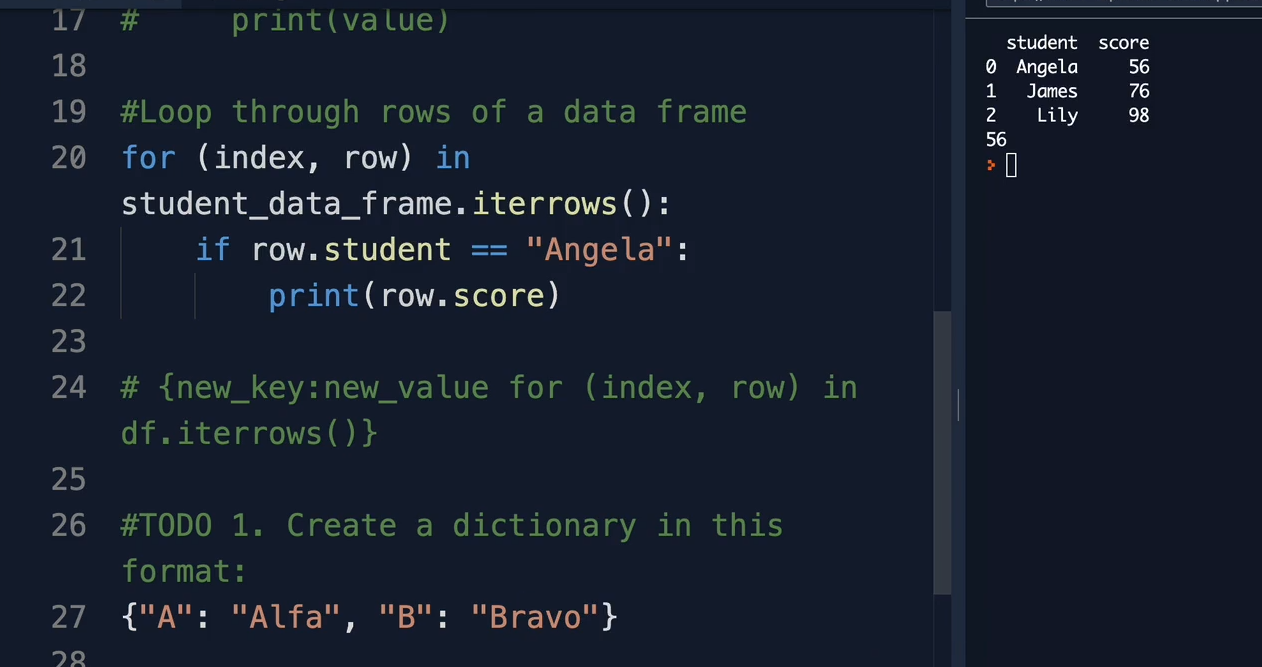 17 #     print(value)
18
19 #Loop through rows of a data frame
20 for (index, row) in
student_data_frame.iterrows():
21     if row.student == "Angela":
22         print(row.score)
23
24 # {new_key:new_value for (index, row) in
df.iterrows()}
25
26 #TODO 1. Create a dictionary in this
format:
27 {"A": "Alfa", "B": "Bravo"}
28
student score
0 Angela 56
1 James 76
2 Lily 98
56